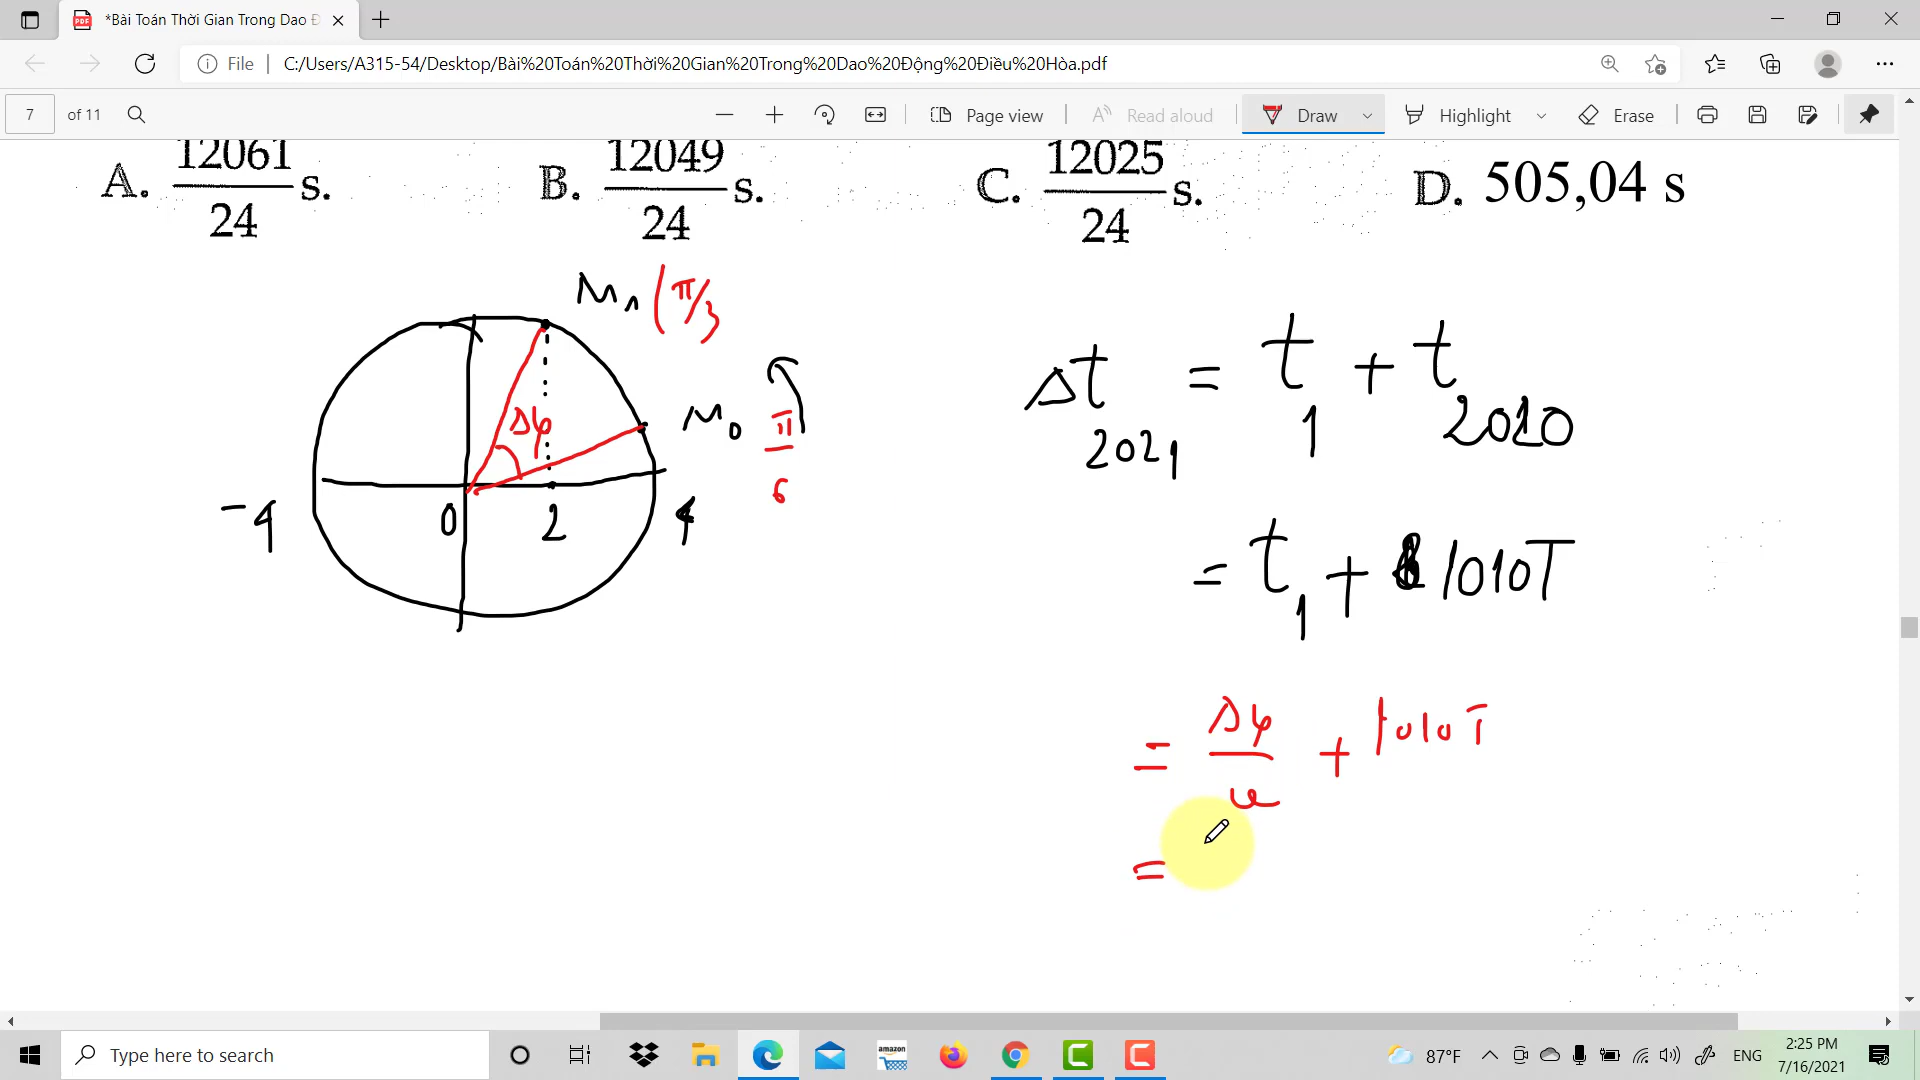 *Bài Toán Thời Gian Trong Dao Đ
File
C:/Users/A315-54/Desktop/Bài%20Toán%20Thời%20Gian%20Trong%20Dao%20Động%20Điều%20Hòa.pdf
7 of 11
Page view
Read aloud
Draw
Highlight
Erase
A. 12061/24 s. B. 12049/24 s. C. 12025/24 s. D. 505,04 s
M1 (π/3
Δφ
M0 π/6
-4 0 2 4
Δt2021 = t1 + t2010
= t1 + 1010T
= Δφ/ω + 1010T
=
Type here to search
amazon
87°F
ENG
2:25 PM
7/16/2021